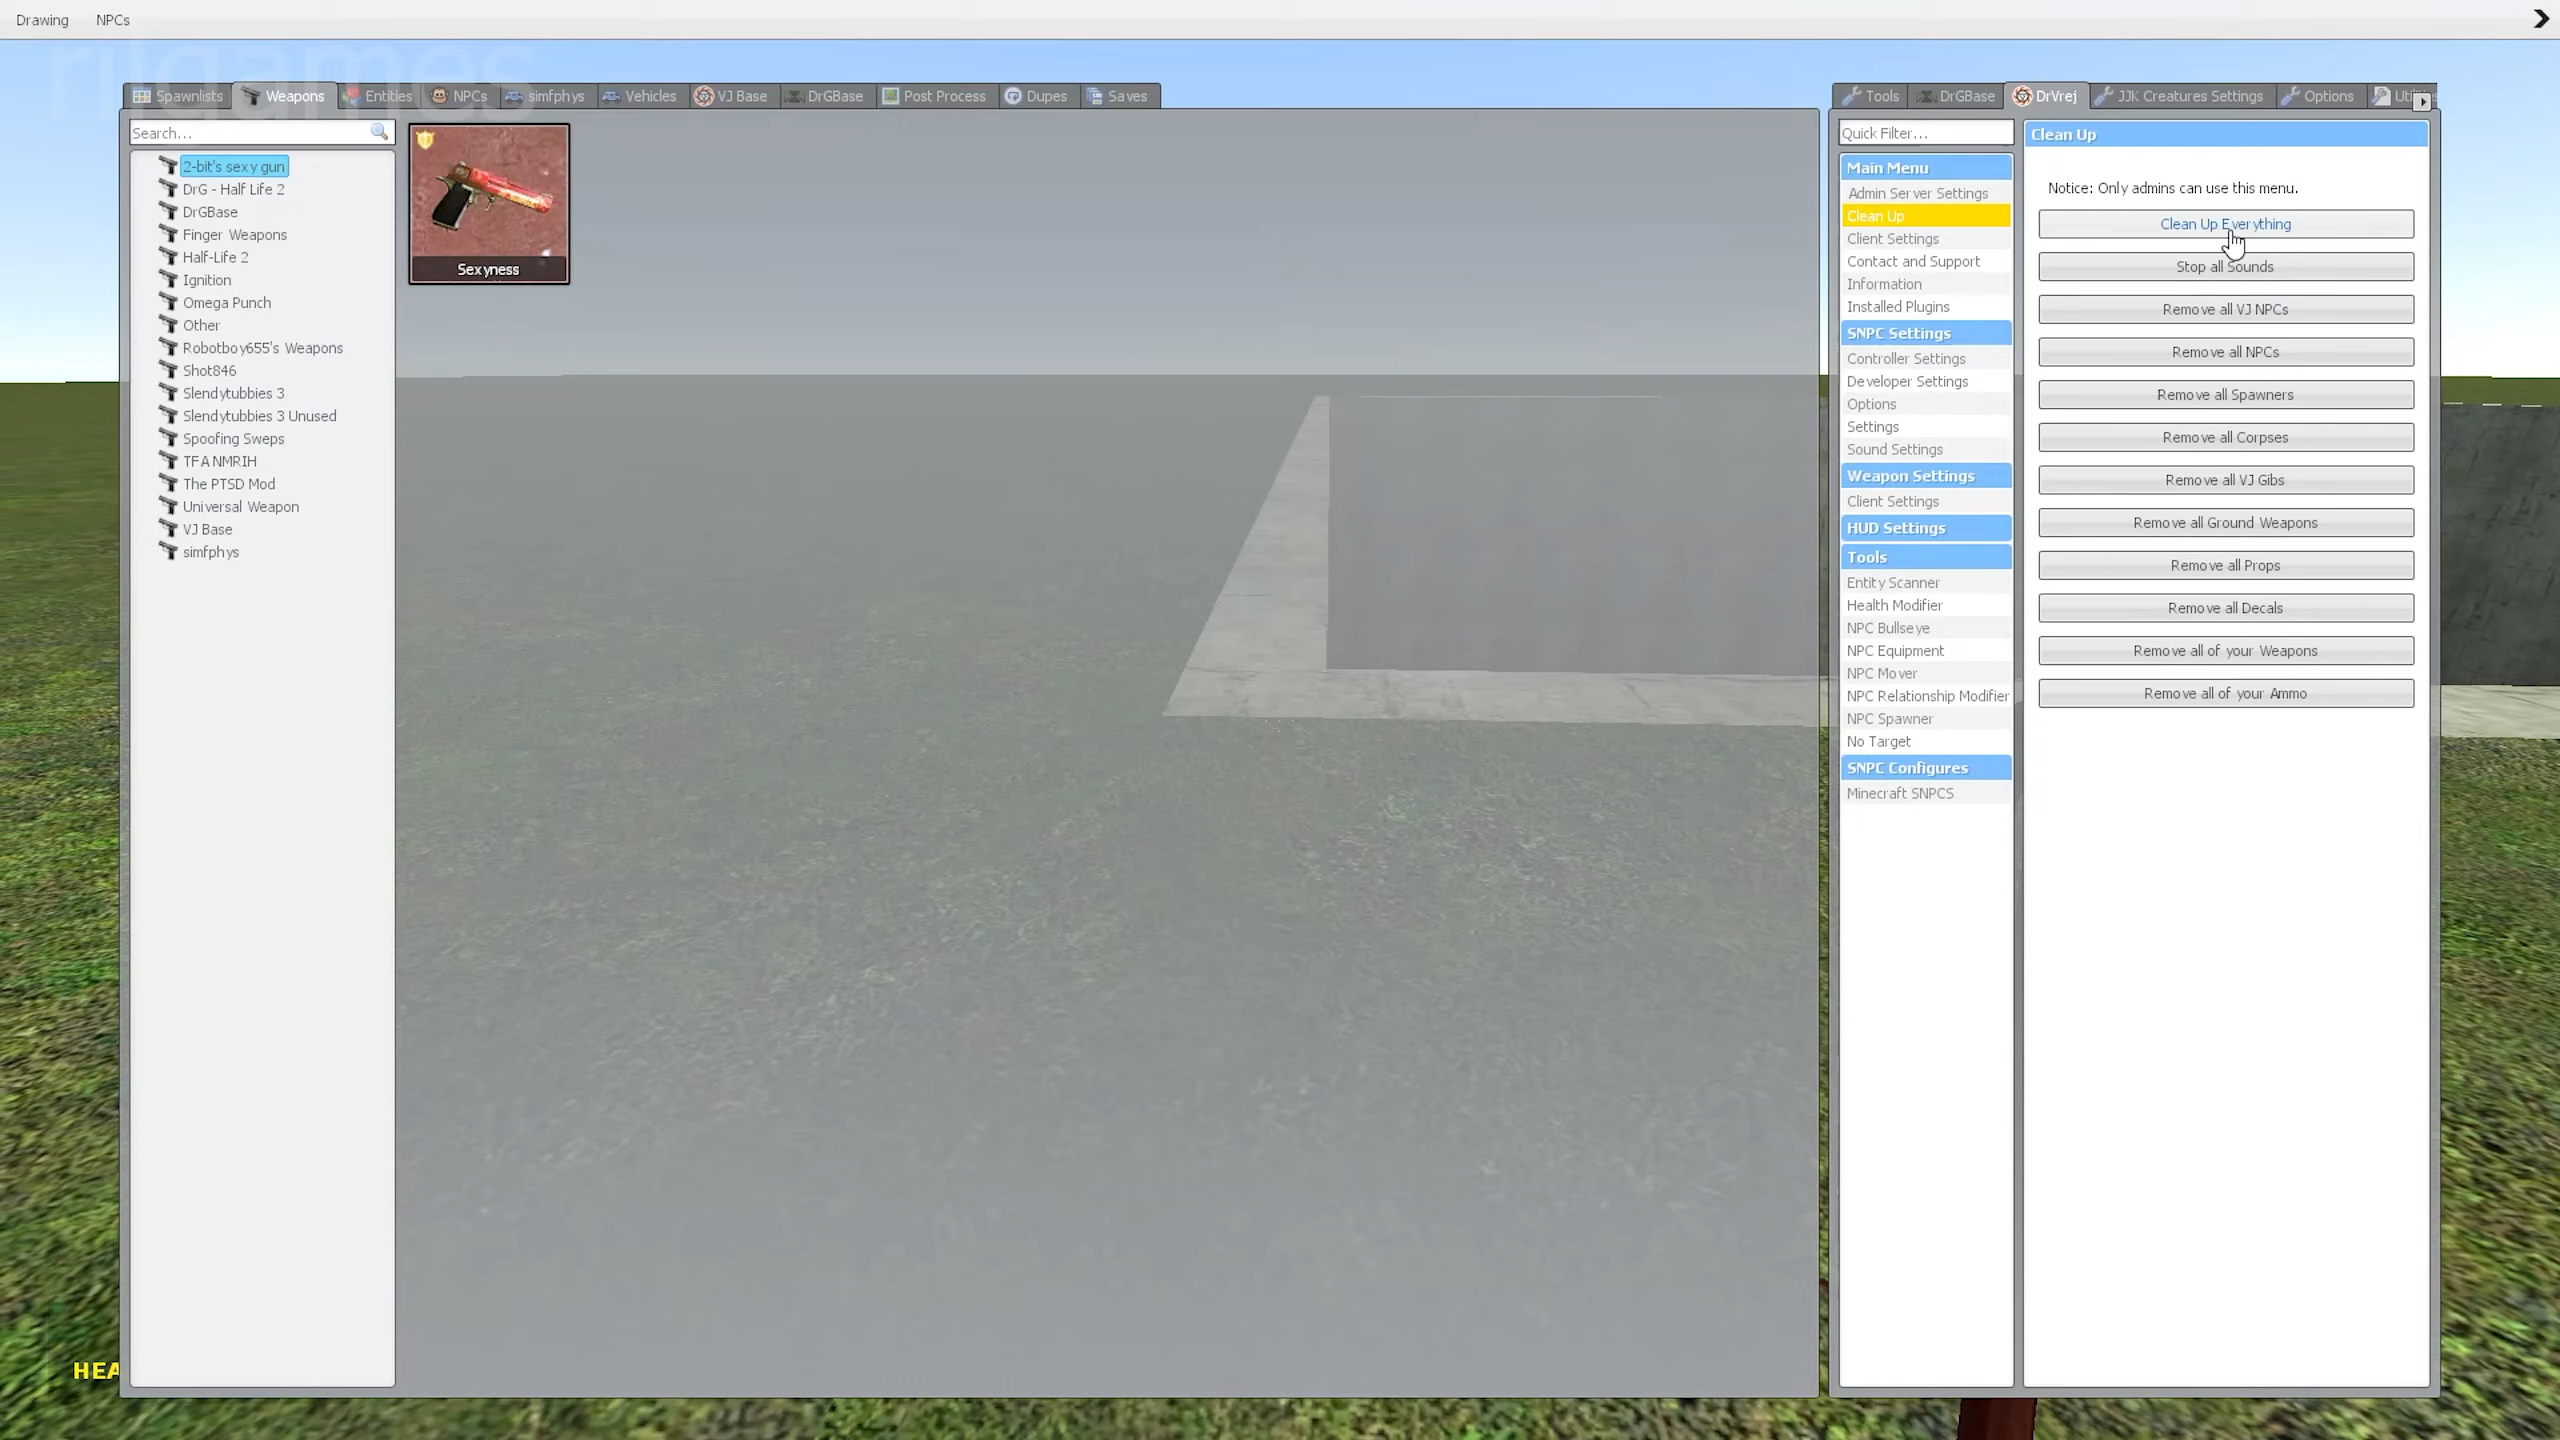 Drawing NPCs
rilgames
Spawnlists Weapons Entities NPCs simfphys Vehicles VJ Base DrGBase Post Process Dupes Saves
Search...
2-bit's sexy gun
DrG - Half Life 2
DrGBase
Finger Weapons
Half-Life 2
Ignition
Omega Punch
Other
Robotboy655's Weapons
Shot846
Slendytubbies 3
Slendytubbies 3 Unused
Spoofing Sweps
TFA NMRIH
The PTSD Mod
Universal Weapon
VJ Base
simfphys
Sexyness
Tools DrGBase DrVrej JJK Creatures Settings Options
Quick Filter...
Main Menu
Admin Server Settings
Clean Up
Client Settings
Contact and Support
Information
Installed Plugins
SNPC Settings
Controller Settings
Developer Settings
Options
Settings
Sound Settings
Weapon Settings
Client Settings
HUD Settings
Tools
Entity Scanner
Health Modifier
NPC Bullseye
NPC Equipment
NPC Mover
NPC Relationship Modifier
NPC Spawner
No Target
SNPC Configures
Minecraft SNPCS
Clean Up
Notice: Only admins can use this menu.
Clean Up Everything
Stop all Sounds
Remove all VJ NPCs
Remove all NPCs
Remove all Spawners
Remove all Corpses
Remove all VJ Gibs
Remove all Ground Weapons
Remove all Props
Remove all Decals
Remove all of your Weapons
Remove all of your Ammo
HEA